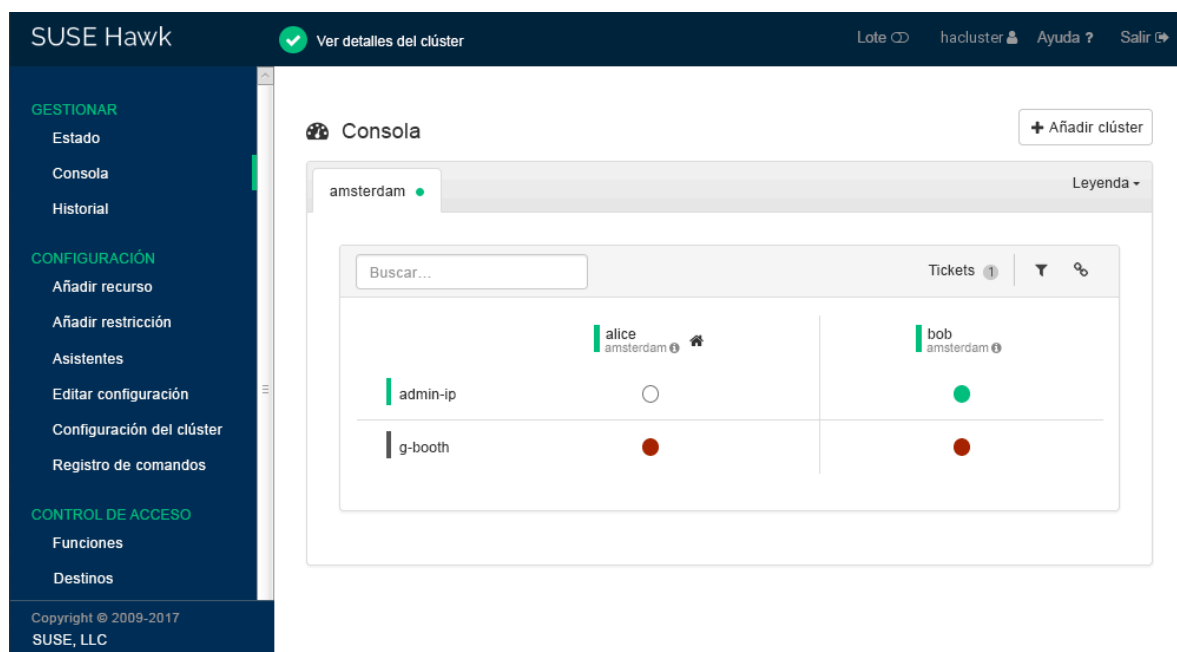 SUSE Hawk
Ver detalles del clúster
Lote
hacluster
Ayuda ?
Salir
GESTIONAR
Estado
Consola
Historial
CONFIGURACIÓN
Añadir recurso
Añadir restricción
Asistentes
Editar configuración
Configuración del clúster
Registro de comandos
CONTROL DE ACCESO
Funciones
Destinos
Copyright © 2009-2017
SUSE, LLC
Consola
+ Añadir clúster
amsterdam
Leyenda
Buscar...
Tickets 1
alice
amsterdam
bob
amsterdam
admin-ip
g-booth